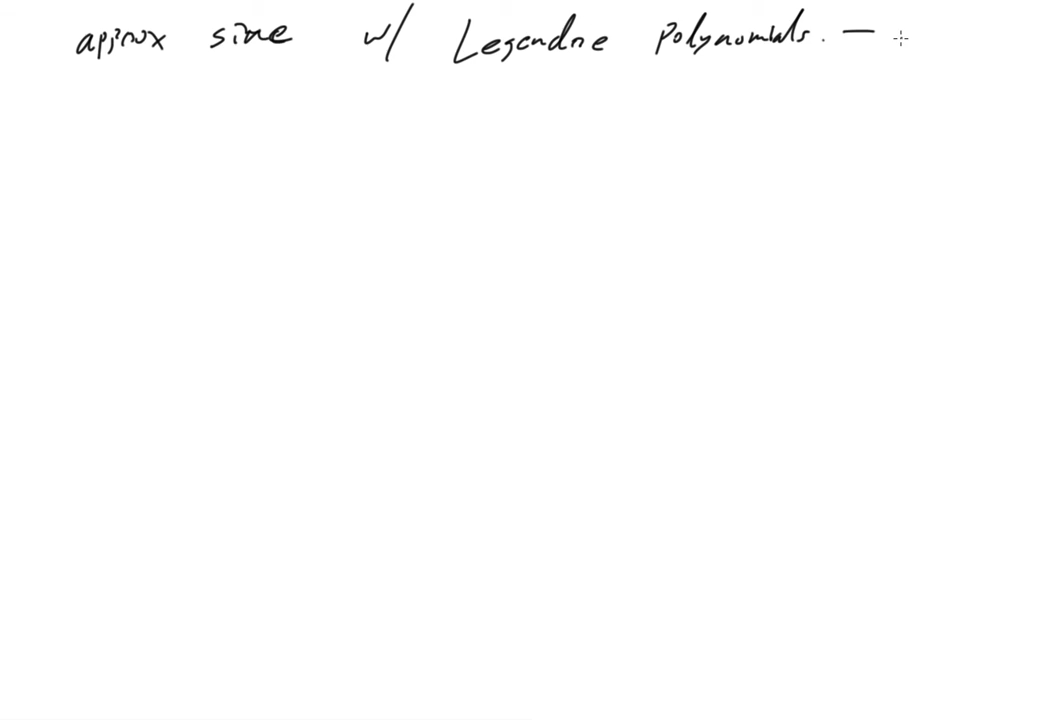 approx sine w/ Legendre polynomials. —